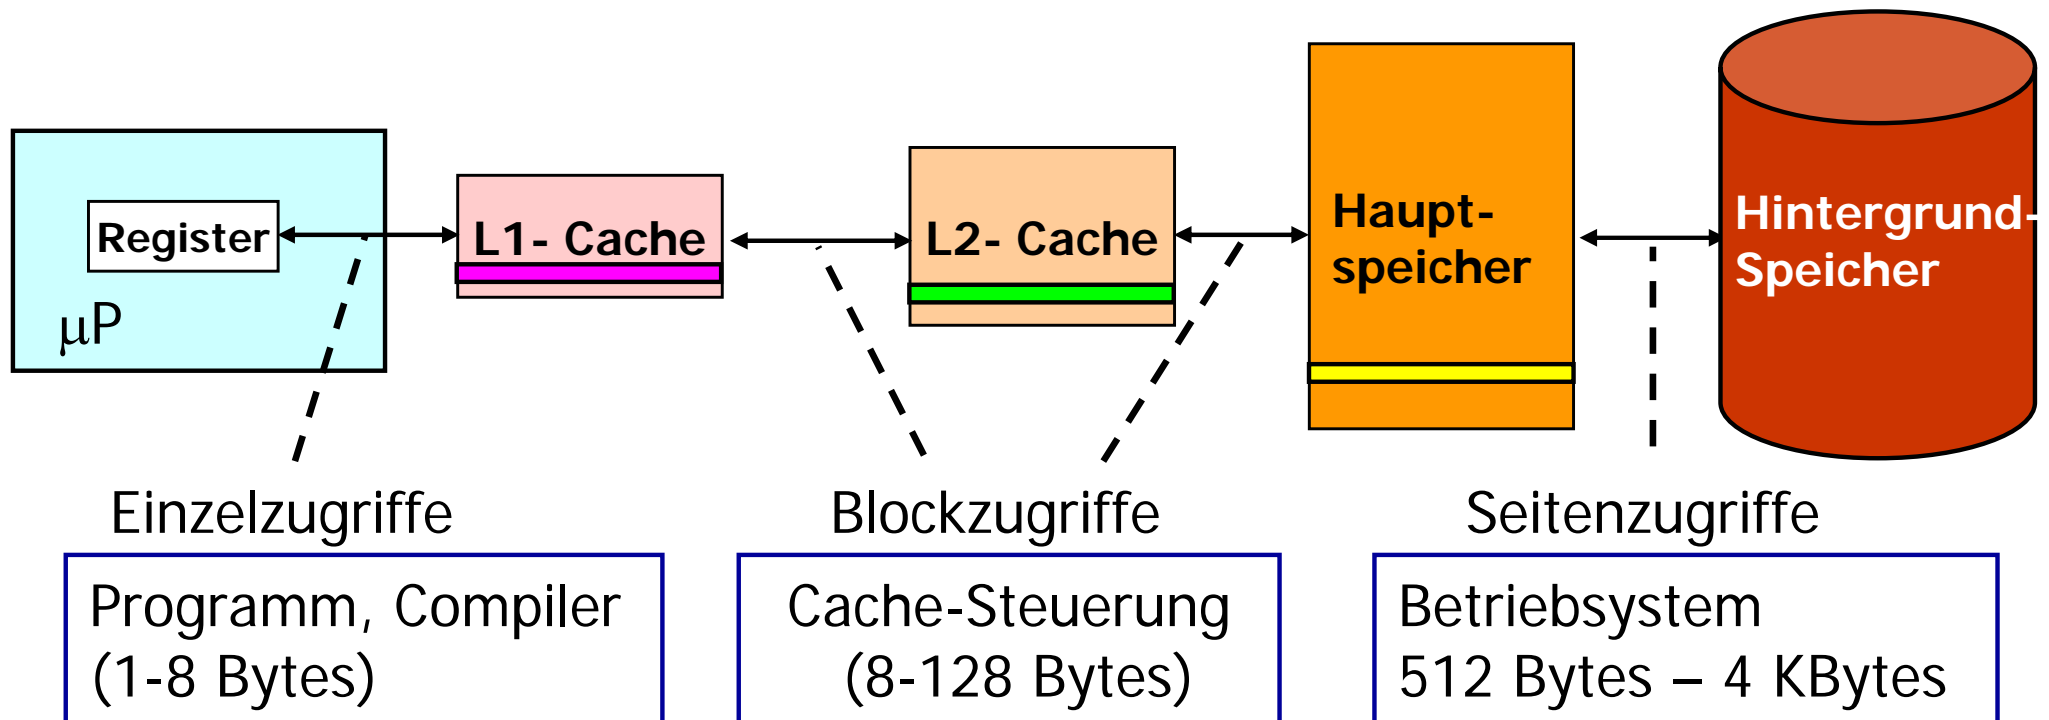 Register
μP
L1- Cache
L2- Cache
Haupt-
speicher
Hintergrund-
Speicher
Einzelzugriffe
Blockzugriffe
Seitenzugriffe
Programm, Compiler
(1-8 Bytes)
Cache-Steuerung
(8-128 Bytes)
Betriebsystem
512 Bytes – 4 KBytes